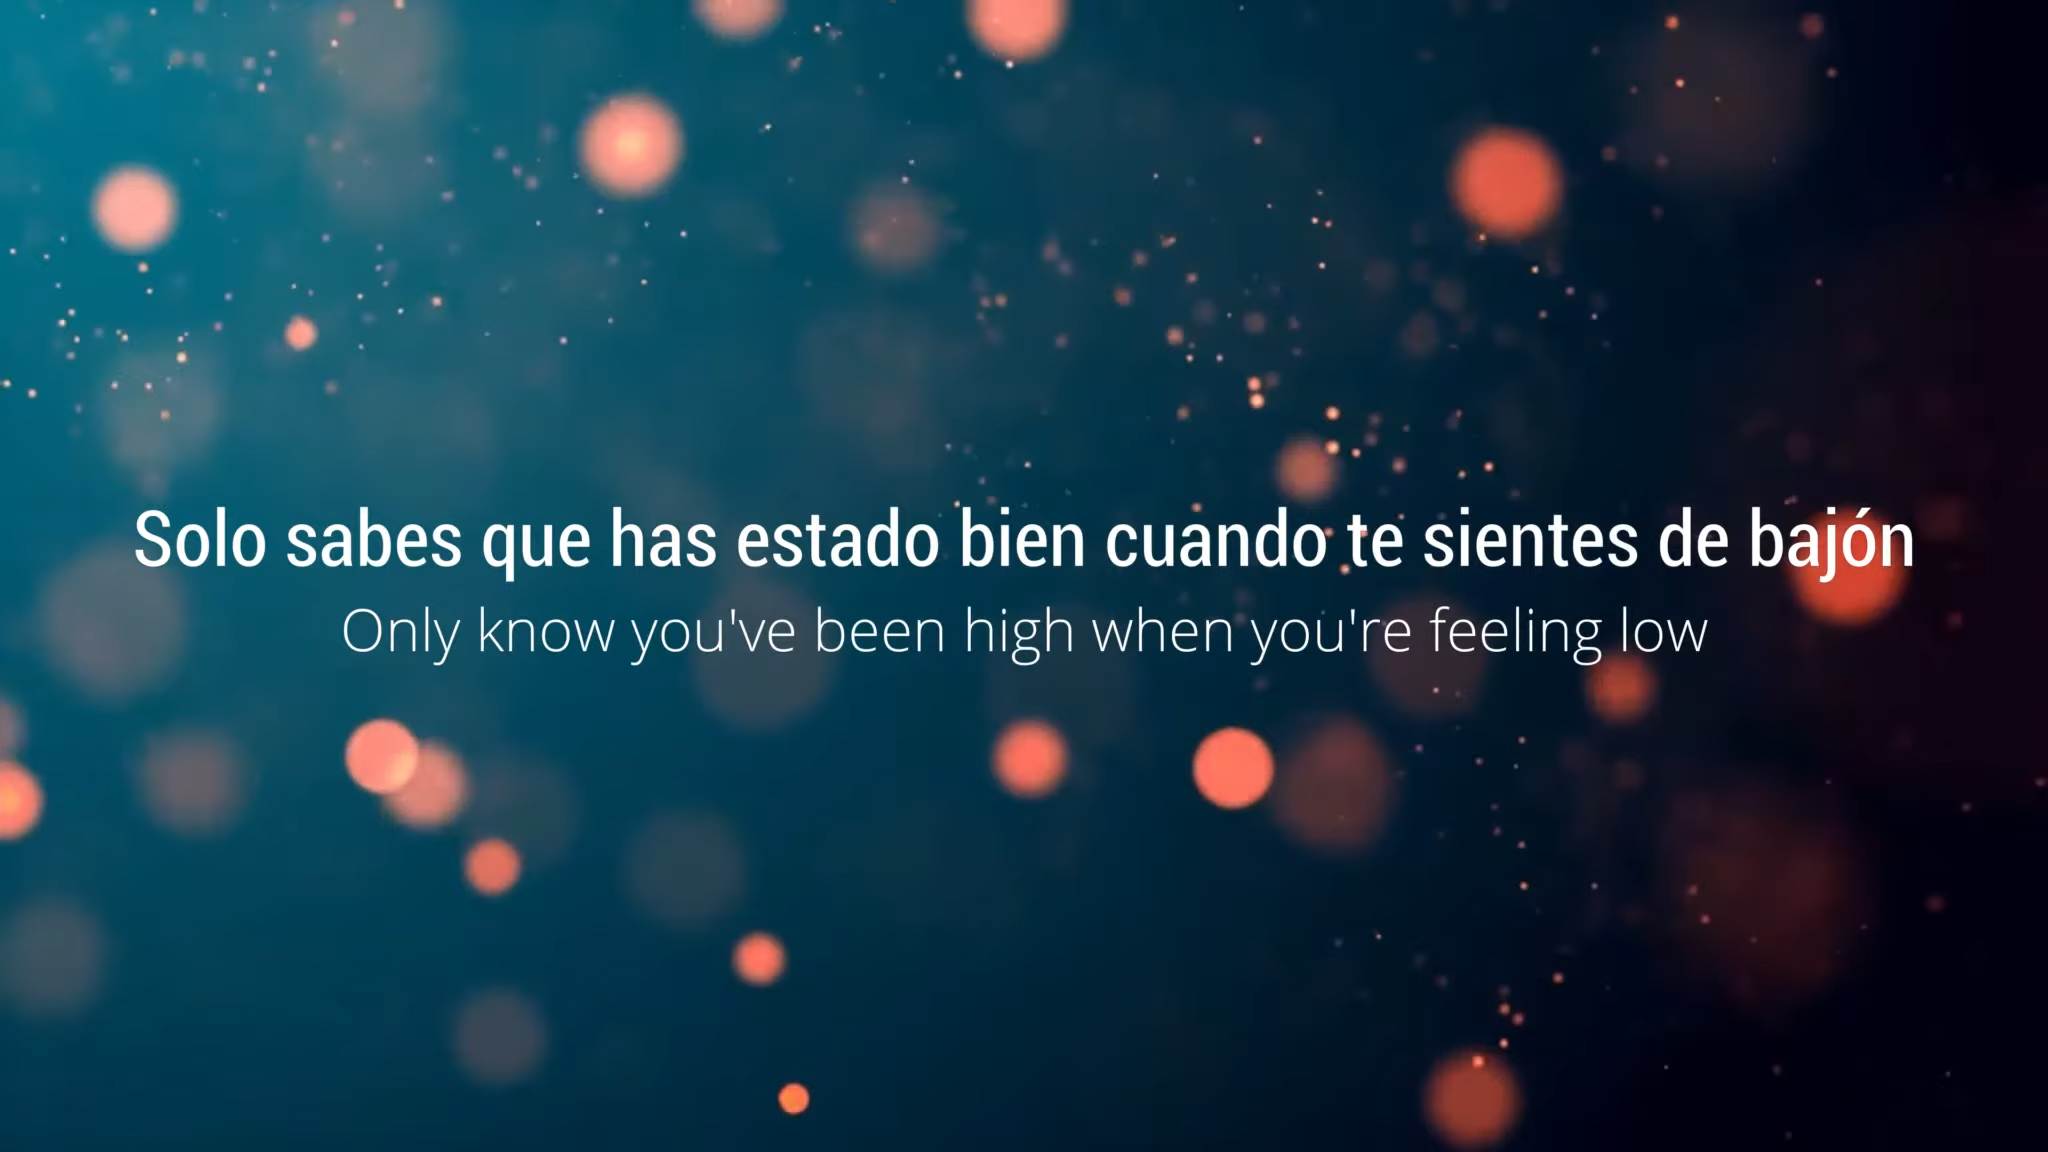 Solo sabes que has estado bien cuando te sientes de bajón
Only know you've been high when you're feeling low